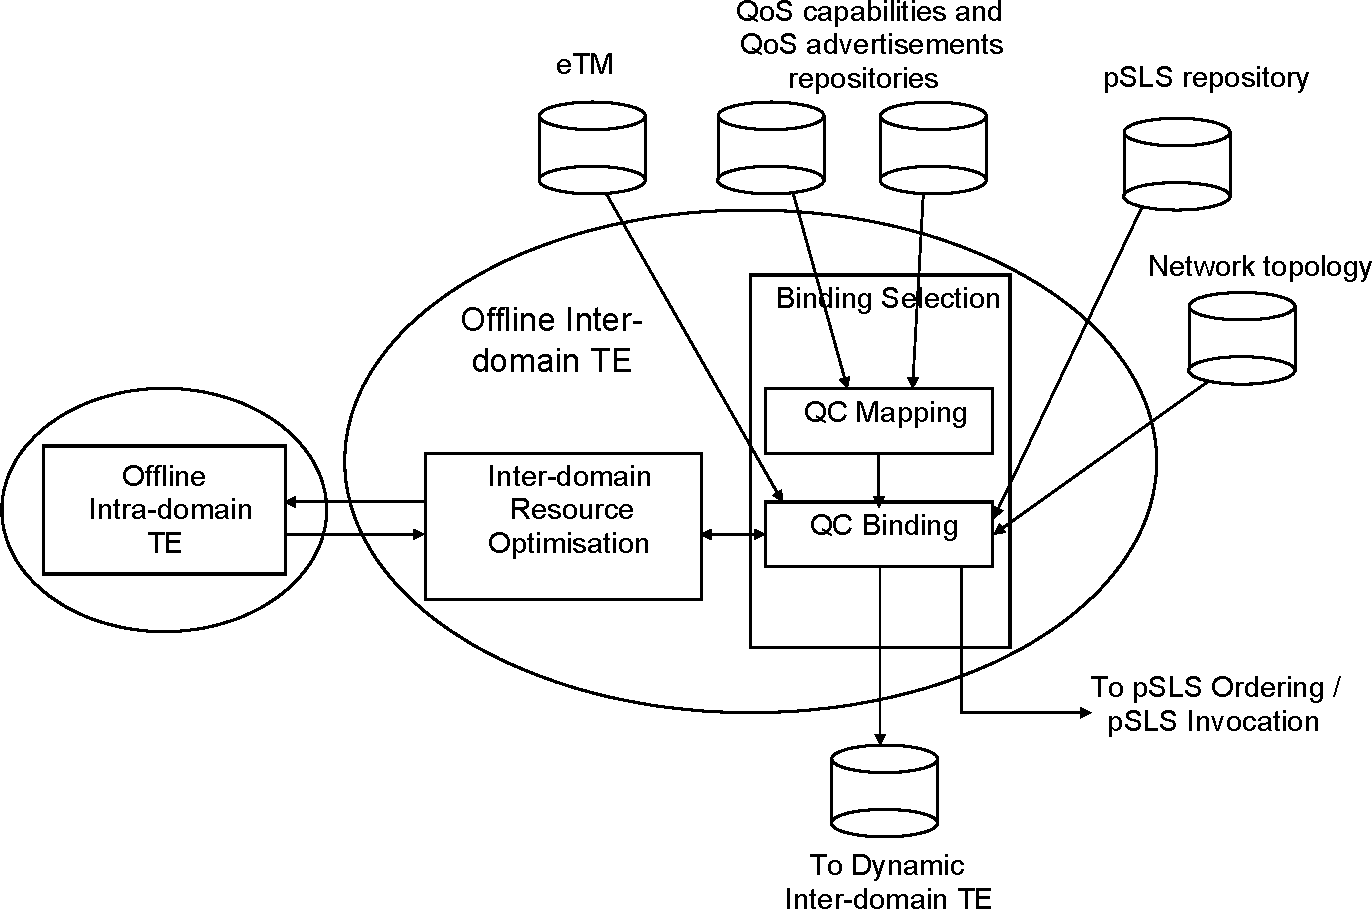 QoS capabilities and
QoS advertisements
repositories
eTM
pSLS repository
Network topology
Binding Selection
Offline Inter-
domain TE
QC Mapping
Offline
Intra-domain
TE
Inter-domain
Resource
Optimisation
QC Binding
To pSLS Ordering /
pSLS Invocation
To Dynamic
Inter-domain TE